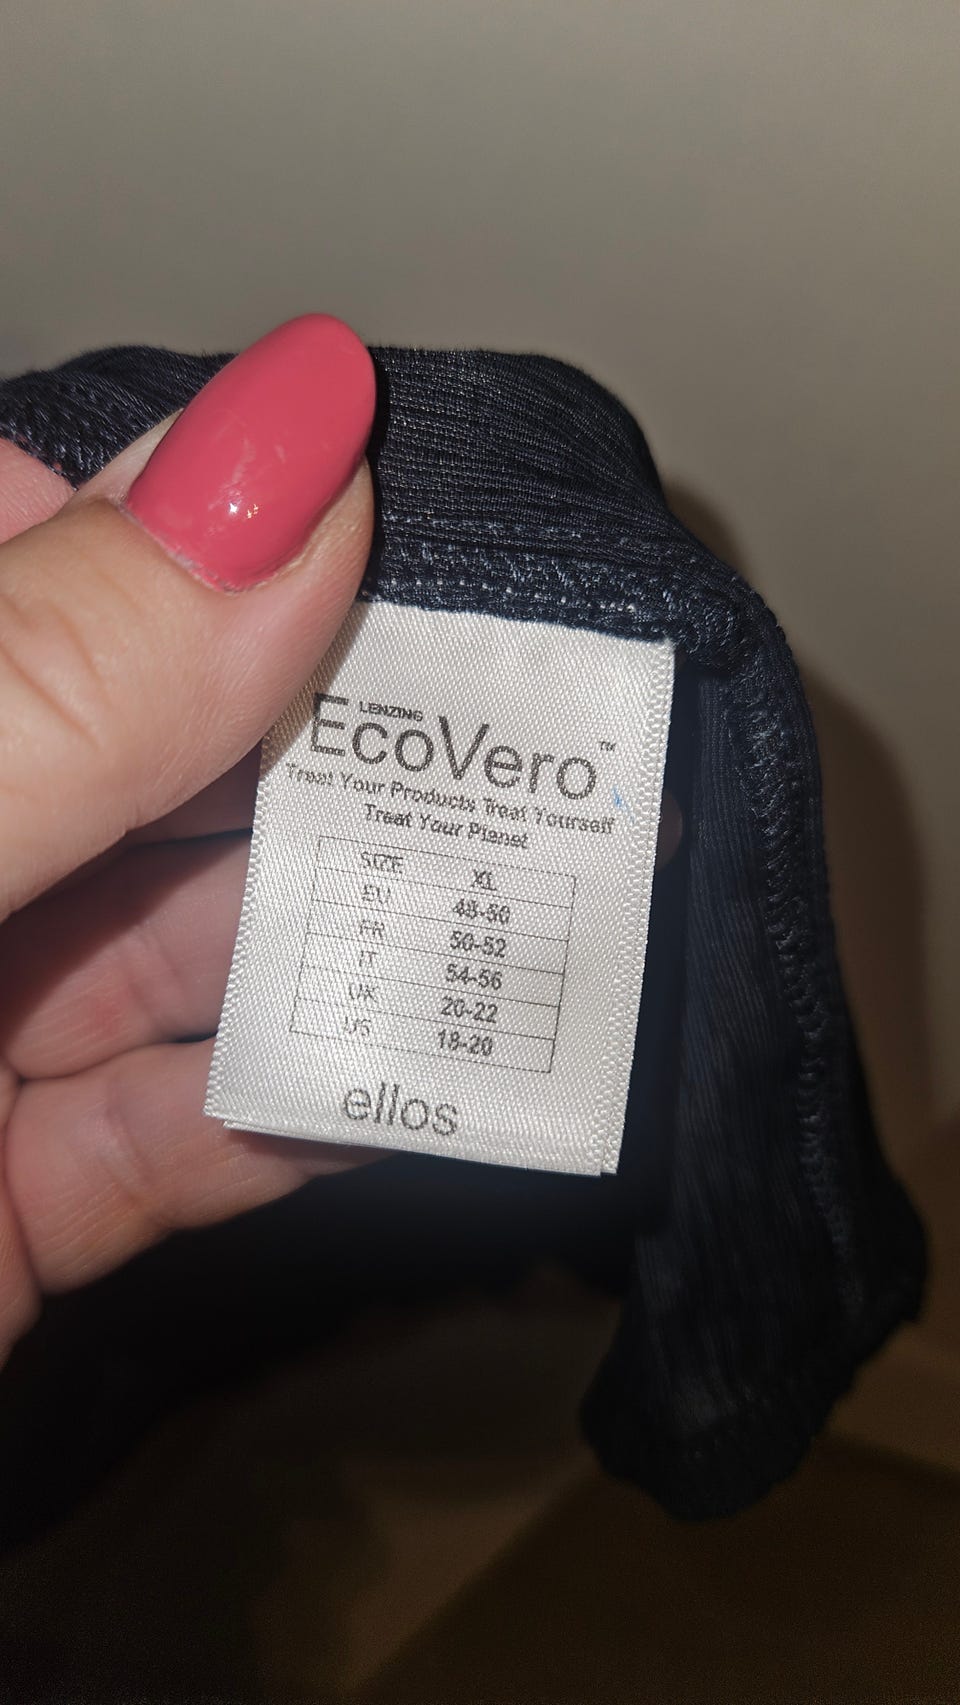 LENZING
EcoVero™
Treat Your Products Treat Yourself
Treat Your Planet
SIZE XL
EU 48-50
FR 50-52
IT 54-56
UK 20-22
US 18-20
ellos